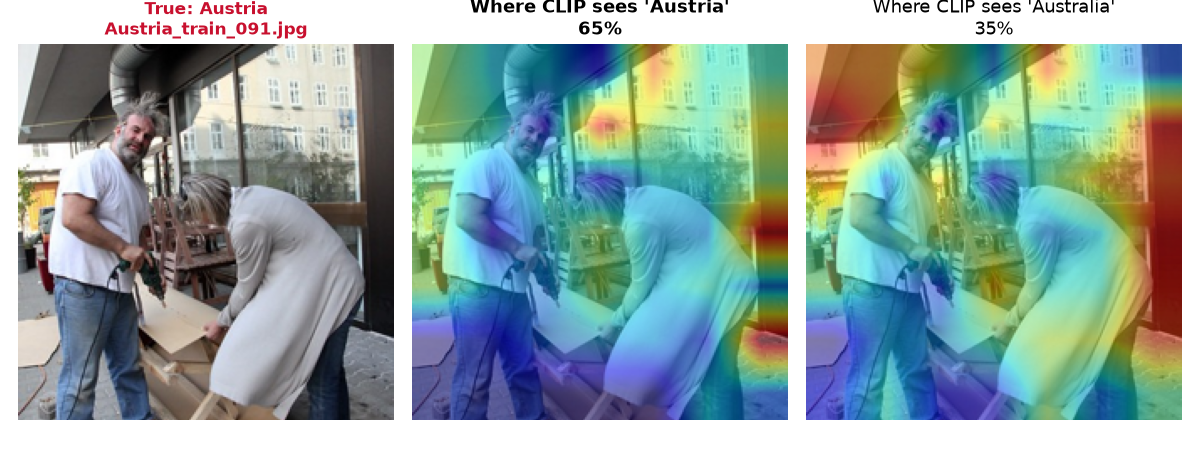 True: Austria
Austria_train_091.jpg
Where CLIP sees 'Austria'
65%
Where CLIP sees 'Australia'
35%